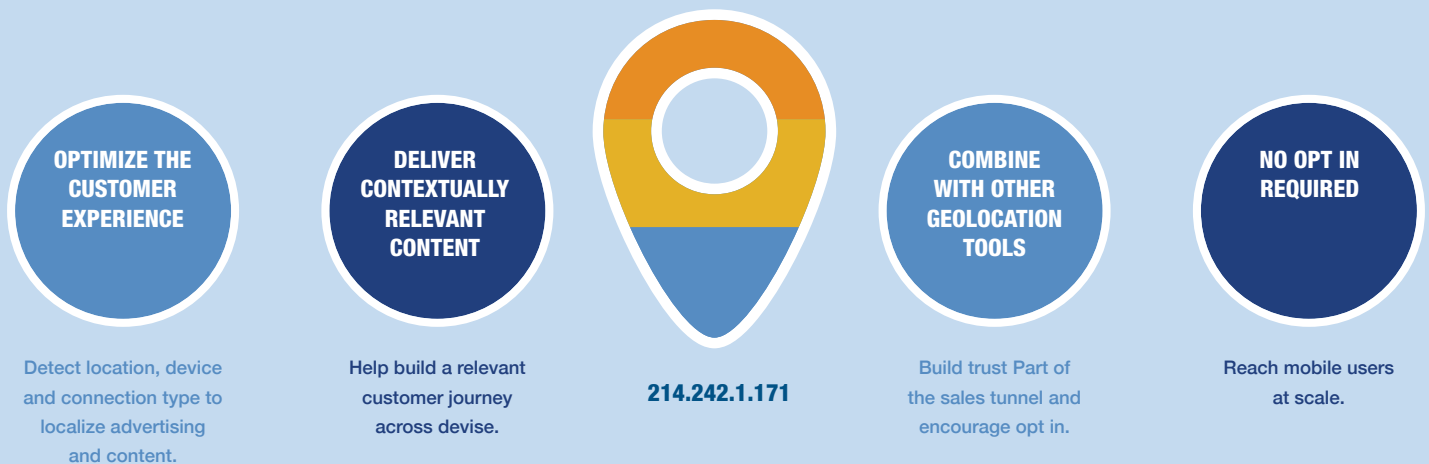 OPTIMIZE THE
CUSTOMER
EXPERIENCE
Detect location, device
and connection type to
localize advertising
and content.
DELIVER
CONTEXTUALLY
RELEVANT
CONTENT
Help build a relevant
customer journey
across devise.
214.242.1.171
COMBINE
WITH OTHER
GEOLOCATION
TOOLS
Build trust Part of
the sales tunnel and
encourage opt in.
NO OPT IN
REQUIRED
Reach mobile users
at scale.